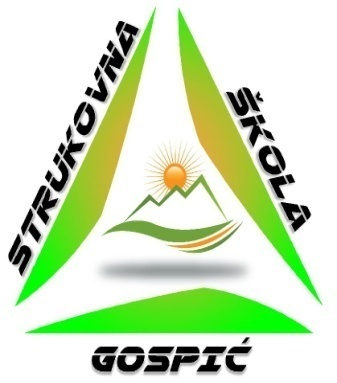 STRUKOVNA
ŠKOLA
GOSPIĆ